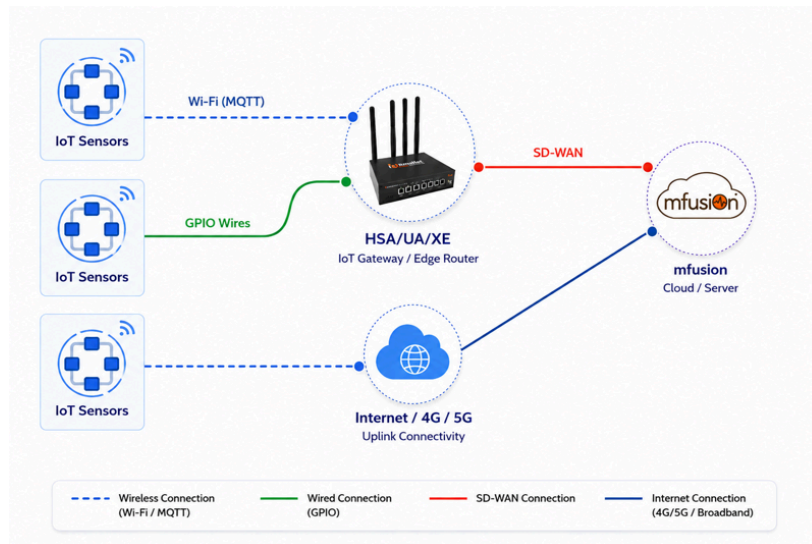 IoT Sensors
Wi-Fi (MQTT)
SD-WAN
mfusion
IoT Sensors
GPIO Wires
HSA/UA/XE
IoT Gateway / Edge Router
mfusion
Cloud / Server
IoT Sensors
Internet / 4G / 5G
Uplink Connectivity
Wireless Connection
(Wi-Fi / MQTT)
Wired Connection
(GPIO)
SD-WAN Connection
Internet Connection
(4G/5G / Broadband)